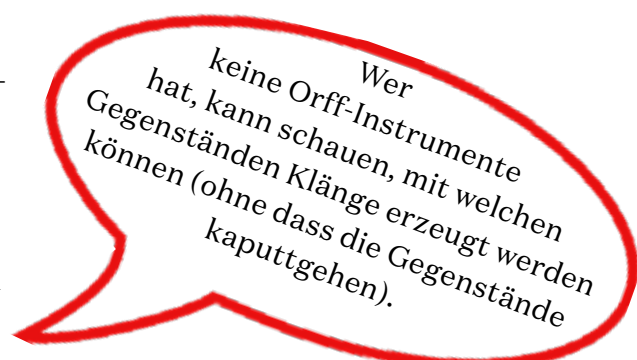 Wer
keine Orff-Instrumente
hat, kann schauen, mit welchen
Gegenständen Klänge erzeugt werden
können (ohne dass die Gegenstände
kaputtgehen).